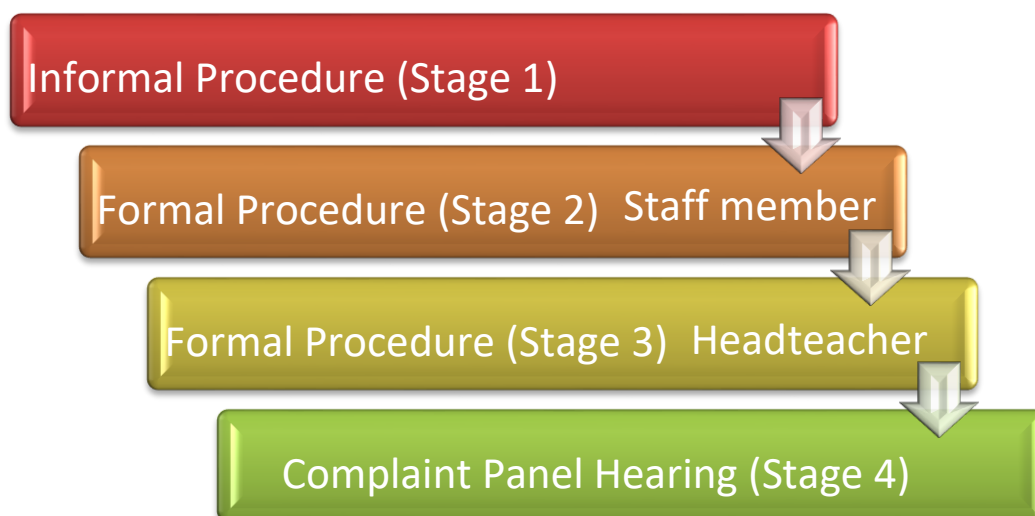 Informal Procedure (Stage 1)
Formal Procedure (Stage 2) Staff member
Formal Procedure (Stage 3) Headteacher
Complaint Panel Hearing (Stage 4)